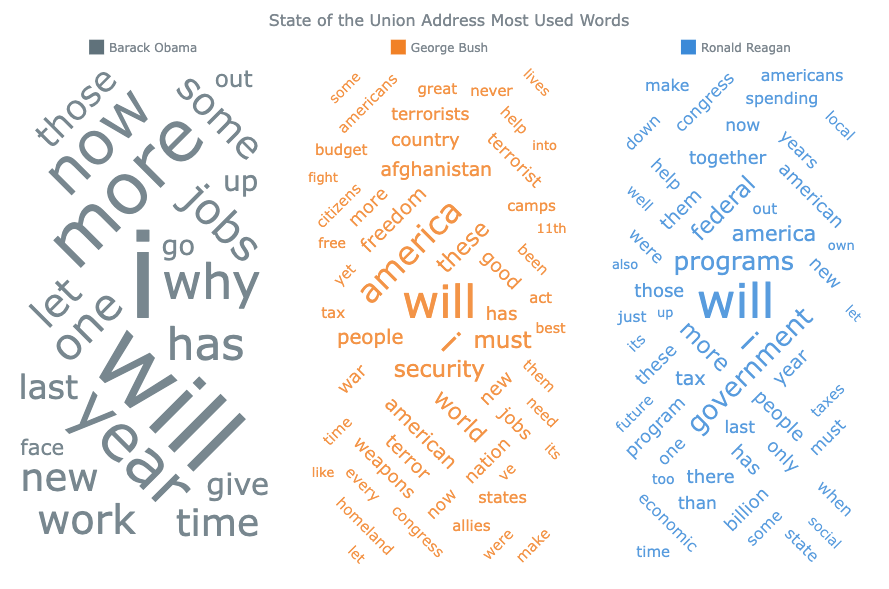 State of the Union Address Most Used Words
Barack Obama
George Bush
Ronald Reagan
those
out
some
now
more
up
jobs
i
go
why
let
one
has
will
last
year
face
new
give
work
time
some
americans
great
never
lives
terrorists
help
country
into
budget
terrorist
afghanistan
fight
citizens
more
freedom
camps
11th
free
america
these
been
yet
good
will
act
tax
has
best
people
i
must
security
war
them
new
need
american
world
jobs
time
terror
nation
its
weapons
like
every
ve
now
states
homeland
congress
allies
let
were
make
make
congress
americans
spending
down
now
local
years
together
help
american
well
them
federal
out
were
america
own
also
programs
new
those
will
let
just
up
its
more
i
government
these
tax
year
future
program
people
taxes
last
must
one
has
only
too
there
when
economic
than
billion
some
social
state
time